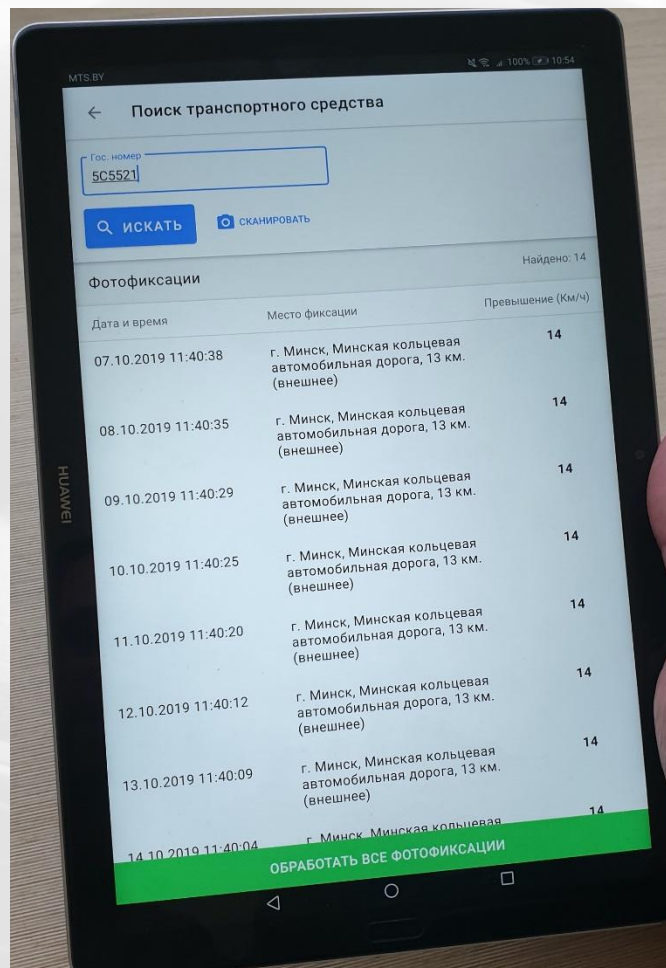 MTS.BY
100% 10:54
← Поиск транспортного средства
Гос. номер
5C5521
ИСКАТЬ
СКАНИРОВАТЬ
Фотофиксации
Найдено: 14
Дата и время Место фиксации Превышение (Км/ч)
07.10.2019 11:40:38 г. Минск, Минская кольцевая 14
автомобильная дорога, 13 км.
(внешнее)
08.10.2019 11:40:35 г. Минск, Минская кольцевая 14
автомобильная дорога, 13 км.
(внешнее)
09.10.2019 11:40:29 г. Минск, Минская кольцевая 14
автомобильная дорога, 13 км.
(внешнее)
10.10.2019 11:40:25 г. Минск, Минская кольцевая 14
автомобильная дорога, 13 км.
(внешнее)
11.10.2019 11:40:20 г. Минск, Минская кольцевая 14
автомобильная дорога, 13 км.
(внешнее)
12.10.2019 11:40:12 г. Минск, Минская кольцевая 14
автомобильная дорога, 13 км.
(внешнее)
13.10.2019 11:40:09 г. Минск, Минская кольцевая 14
автомобильная дорога, 13 км.
(внешнее)
14.10.2019 11:40:04 г. Минск, Минская кольцевая 14
ОБРАБОТАТЬ ВСЕ ФОТОФИКСАЦИИ
HUAWEI